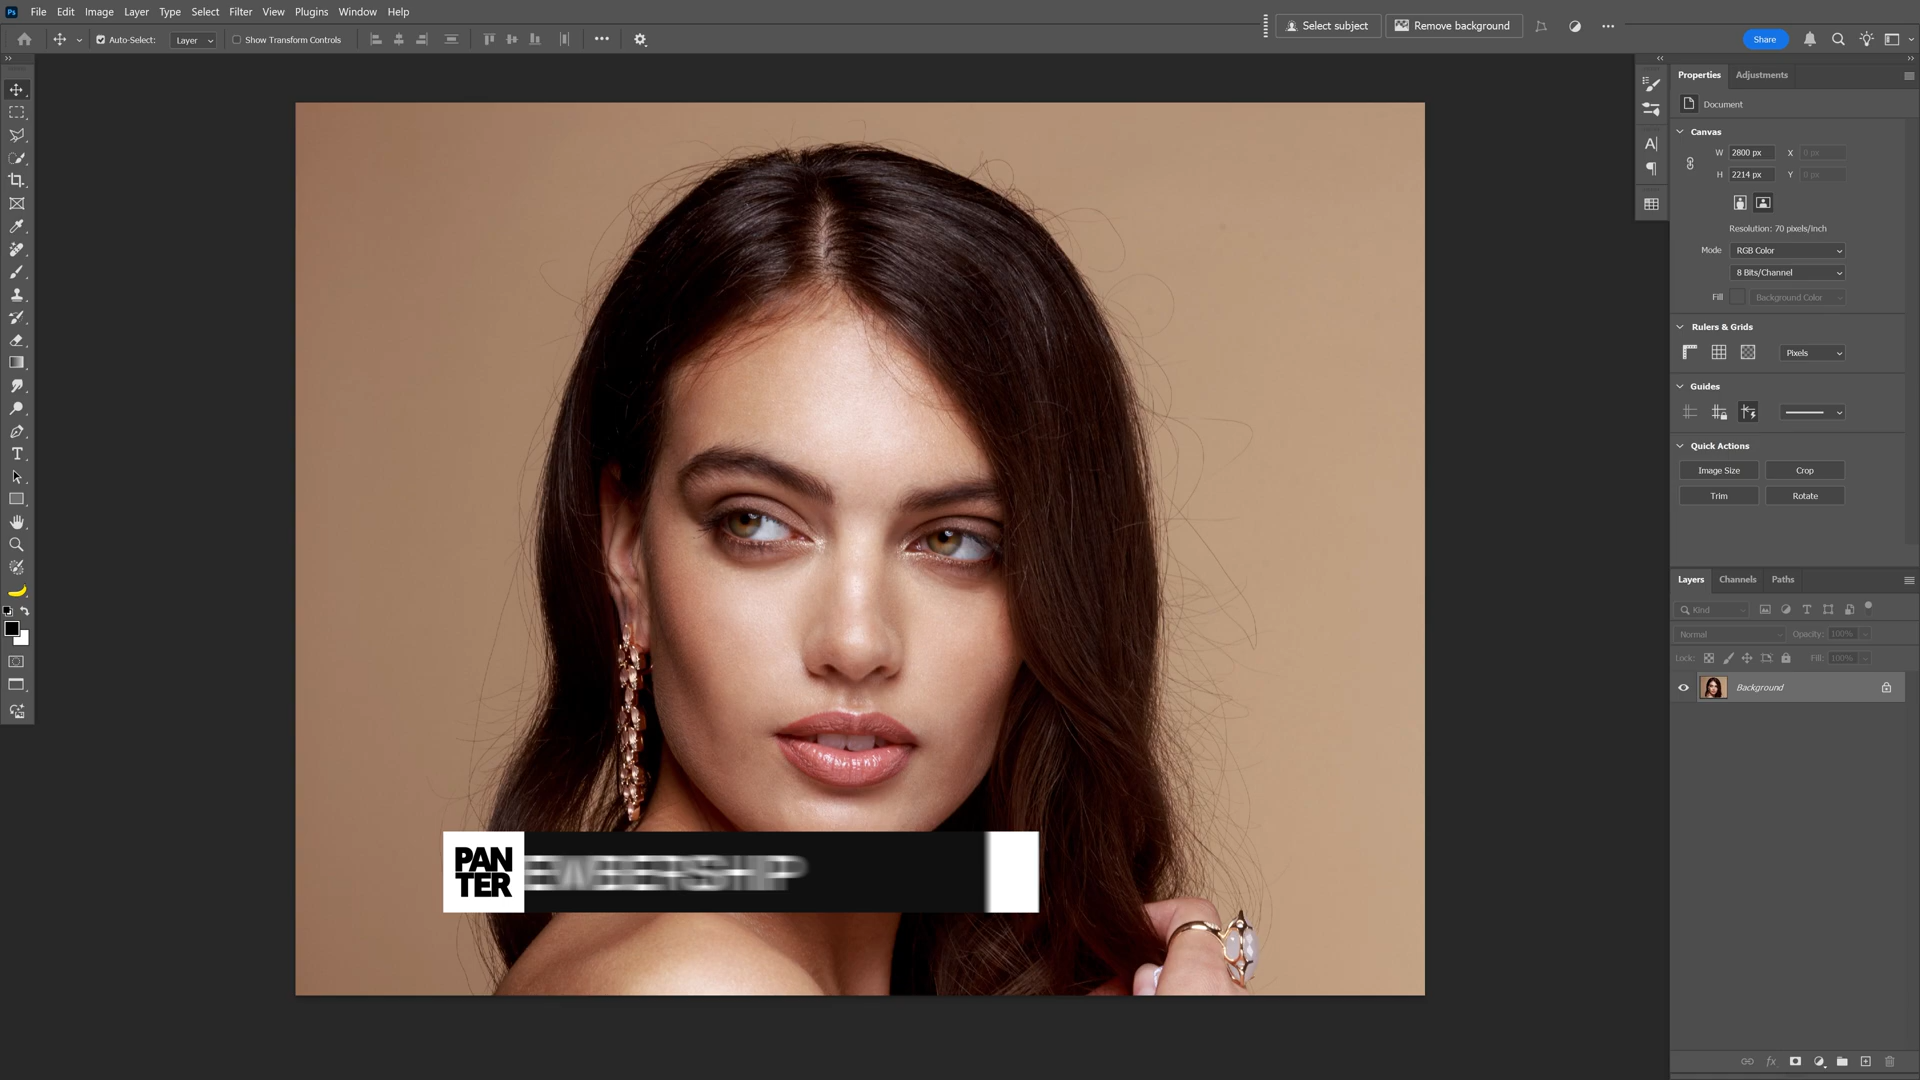 Ps File Edit Image Layer Type Select Filter View Plugins Window Help
Select subject Remove background
Auto-Select: Layer Show Transform Controls
Share
Properties Adjustments
Document
Canvas
W 2800 px X 0 px
H 2214 px Y 0 px
Resolution: 70 pixels/inch
Mode RGB Color
8 Bits/Channel
Fill Background Color
Rulers & Grids
Pixels
Guides
Quick Actions
Image Size Crop
Trim Rotate
Layers Channels Paths
Kind
Normal Opacity: 100%
Lock: Fill: 100%
Background
fx
PAN
TER